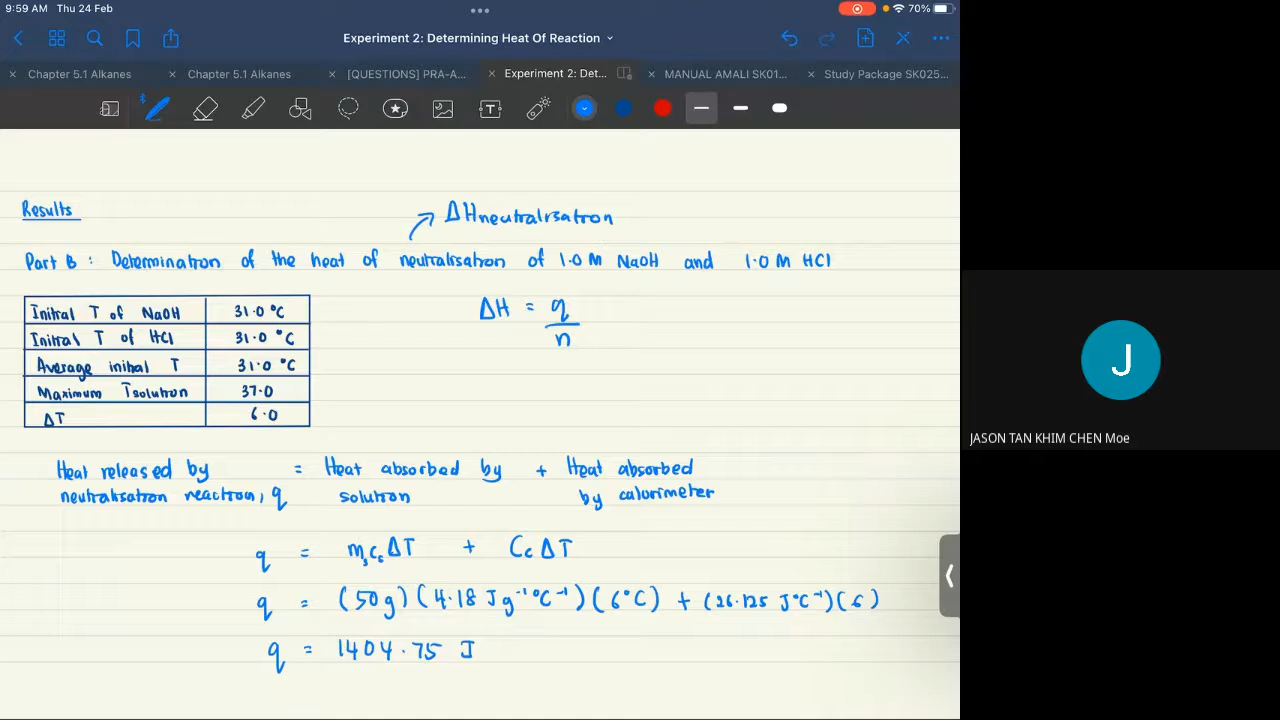 9:59 AM Thu 24 Feb
70%
Experiment 2: Determining Heat Of Reaction
Chapter 5.1 Alkanes
Chapter 5.1 Alkanes
[QUESTIONS] PRA-A...
Experiment 2: Det...
MANUAL AMALI SK01...
Study Package SK025...
Results
ΔHneutralisation
Part B : Determination of the heat of neutralisation of 1.0 M NaOH and 1.0 M HCl
Initial T of NaOH 31.0 °C
Initial T of HCl 31.0 °C
Average initial T 31.0 °C
Maximum Tsolution 37.0
ΔT 6.0
ΔH = q
n
Heat released by = Heat absorbed by + Heat absorbed
neutralisation reaction, q solution by calorimeter
q = msCsΔT + CcΔT
q = (50g)(4.18 J g⁻¹°C⁻¹)(6°C) + (26.125 J°C⁻¹)(6)
q = 1404.75 J
J
JASON TAN KHIM CHEN Moe